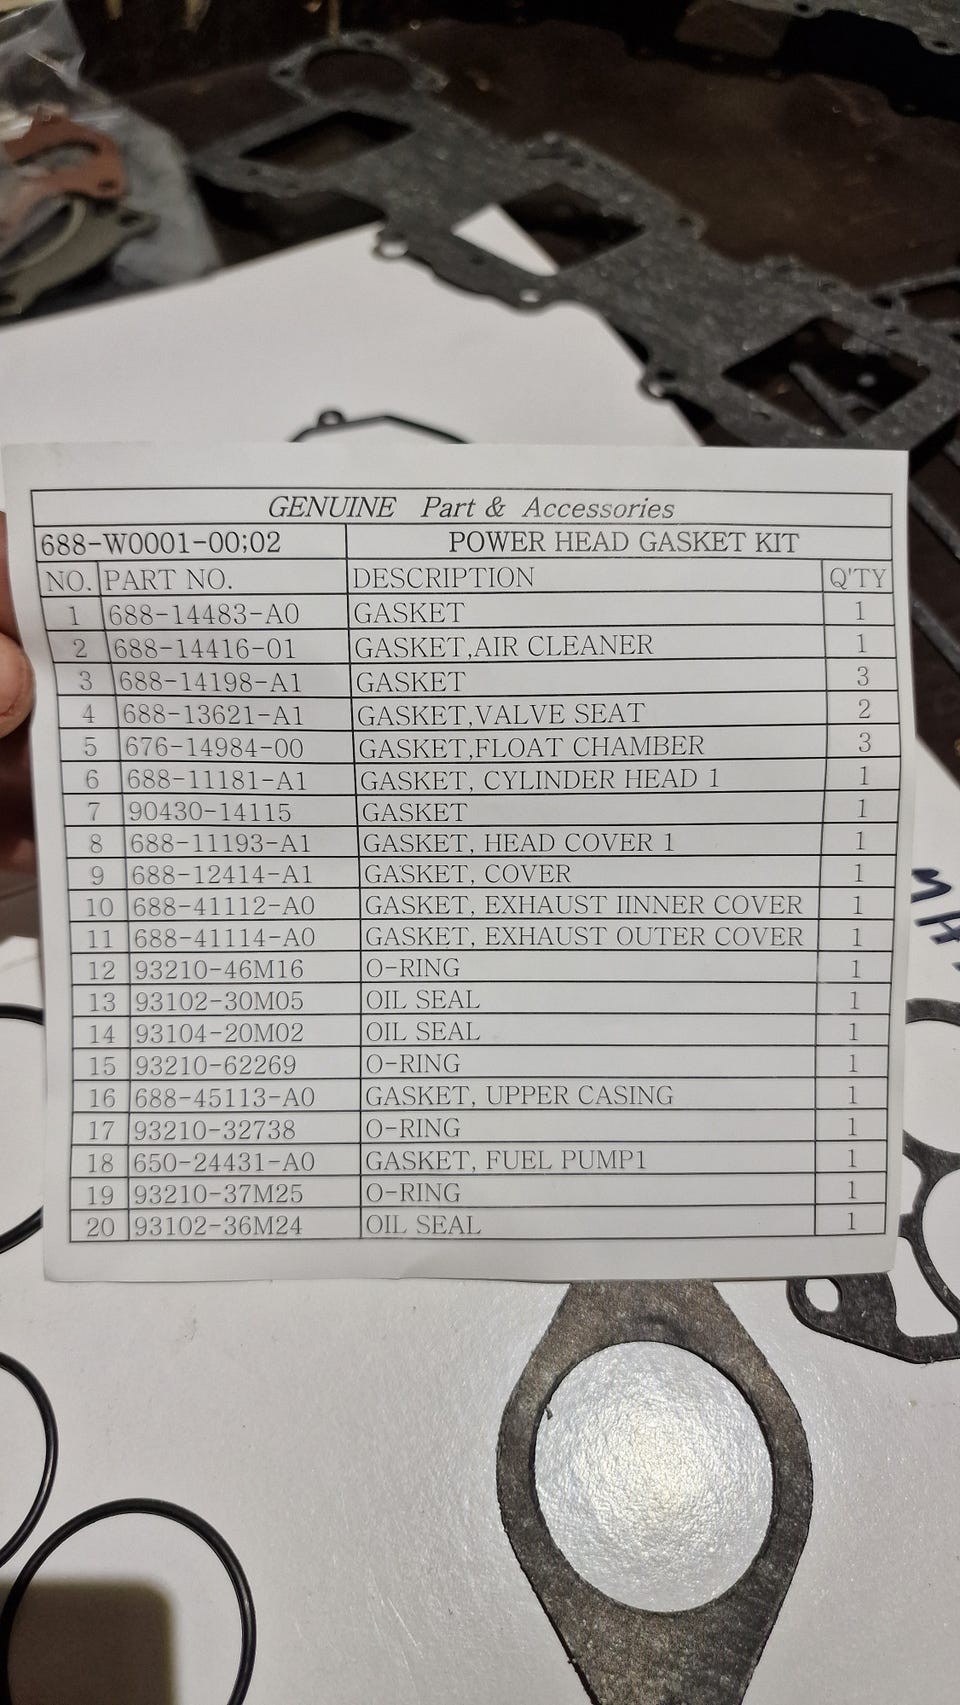 GENUINE Part & Accessories
688-W0001-00;02 POWER HEAD GASKET KIT
NO. PART NO. DESCRIPTION Q'TY
1 688-14483-A0 GASKET 1
2 688-14416-01 GASKET,AIR CLEANER 1
3 688-14198-A1 GASKET 3
4 688-13621-A1 GASKET,VALVE SEAT 2
5 676-14984-00 GASKET,FLOAT CHAMBER 3
6 688-11181-A1 GASKET, CYLINDER HEAD 1 1
7 90430-14115 GASKET 1
8 688-11193-A1 GASKET, HEAD COVER 1 1
9 688-12414-A1 GASKET, COVER 1
10 688-41112-A0 GASKET, EXHAUST IINNER COVER 1
11 688-41114-A0 GASKET, EXHAUST OUTER COVER 1
12 93210-46M16 O-RING 1
13 93102-30M05 OIL SEAL 1
14 93104-20M02 OIL SEAL 1
15 93210-62269 O-RING 1
16 688-45113-A0 GASKET, UPPER CASING 1
17 93210-32738 O-RING 1
18 650-24431-A0 GASKET, FUEL PUMP1 1
19 93210-37M25 O-RING 1
20 93102-36M24 OIL SEAL 1